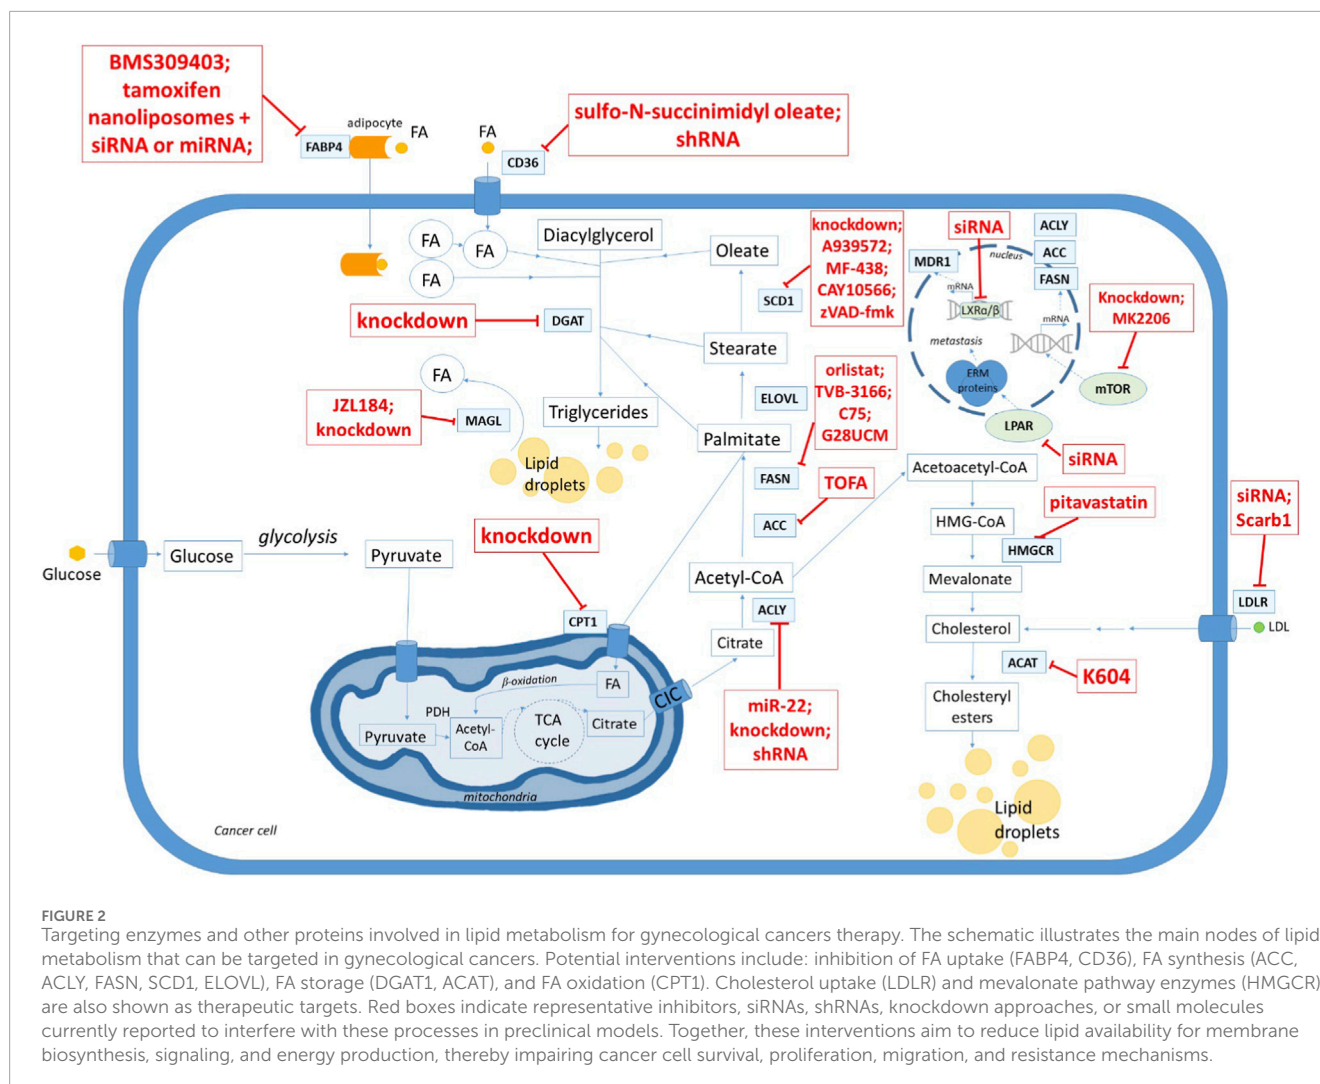 BMS309403;
tamoxifen
nanoliposomes +
siRNA or miRNA;
adipocyte
FA
FABP4
FA
CD36
sulfo-N-succinimidyl oleate;
shRNA
FA
FA
FA
Diacylglycerol
Oleate
knockdown;
A939572;
MF-438;
CAY10566;
zVAD-fmk
SCD1
siRNA
nucleus
MDR1
mRNA
LXRα/β
ACLY
ACC
FASN
mRNA
Knockdown;
MK2206
mTOR
metastasis
ERM
proteins
LPAR
siRNA
knockdown
DGAT
Stearate
FA
JZL184;
knockdown
MAGL
Triglycerides
Lipid
droplets
ELOVL
Palmitate
orlistat;
TVB-3166;
C75;
G28UCM
FASN
TOFA
ACC
Acetoacetyl-CoA
HMG-CoA
pitavastatin
HMGCR
Mevalonate
siRNA;
Scarb1
LDLR
LDL
Cholesterol
ACAT
K604
Cholesteryl
esters
Lipid
droplets
Glucose
Glucose
glycolysis
Pyruvate
knockdown
CPT1
Acetyl-CoA
ACLY
Citrate
miR-22;
knockdown;
shRNA
CIC
β-oxidation
FA
PDH
Pyruvate
Acetyl-
CoA
TCA
cycle
Citrate
mitochondria
Cancer cell
FIGURE 2
Targeting enzymes and other proteins involved in lipid metabolism for gynecological cancers therapy. The schematic illustrates the main nodes of lipid
metabolism that can be targeted in gynecological cancers. Potential interventions include: inhibition of FA uptake (FABP4, CD36), FA synthesis (ACC,
ACLY, FASN, SCD1, ELOVL), FA storage (DGAT1, ACAT), and FA oxidation (CPT1). Cholesterol uptake (LDLR) and mevalonate pathway enzymes (HMGCR)
are also shown as therapeutic targets. Red boxes indicate representative inhibitors, siRNAs, shRNAs, knockdown approaches, or small molecules
currently reported to interfere with these processes in preclinical models. Together, these interventions aim to reduce lipid availability for membrane
biosynthesis, signaling, and energy production, thereby impairing cancer cell survival, proliferation, migration, and resistance mechanisms.